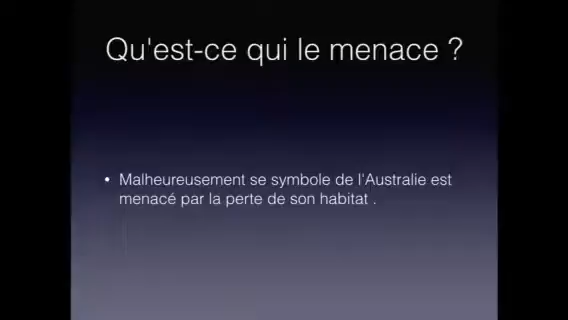 Qu'est-ce qui le menace ?
• Malheureusement se symbole de l'Australie est
menacé par la perte de son habitat .